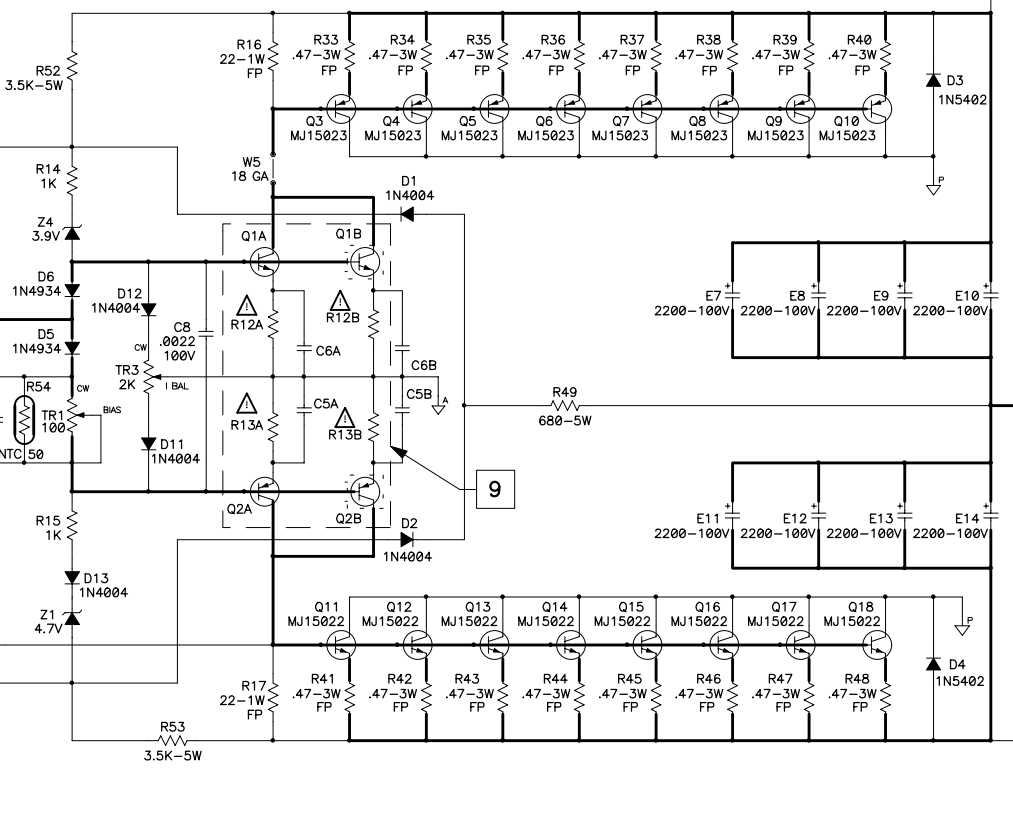 R52
3.5K-5W
R16
22-1W
FP
R33
.47-3W
FP
R34
.47-3W
FP
R35
.47-3W
FP
R36
.47-3W
FP
R37
.47-3W
FP
R38
.47-3W
FP
R39
.47-3W
FP
R40
.47-3W
FP
D3
1N5402
Q3
MJ15023
Q4
MJ15023
Q5
MJ15023
Q6
MJ15023
Q7
MJ15023
Q8
MJ15023
Q9
MJ15023
Q10
MJ15023
P
R14
1K
W5
18 GA
D1
1N4004
Z4
3.9V
Q1A
Q1B
D6
1N4934
D12
1N4004
R12A
R12B
E7
2200-100V
E8
2200-100V
E9
2200-100V
E10
2200-100V
D5
1N4934
C8
.0022
100V
CW
C6A
C6B
TR3
2K
I BAL
R54
CW
C5A
C5B
A
R49
680-5W
TR1
100
BIAS
R13A
R13B
NTC 50
D11
1N4004
9
Q2A
Q2B
E11
2200-100V
E12
2200-100V
E13
2200-100V
E14
2200-100V
R15
1K
D2
1N4004
D13
1N4004
Z1
4.7V
Q11
MJ15022
Q12
MJ15022
Q13
MJ15022
Q14
MJ15022
Q15
MJ15022
Q16
MJ15022
Q17
MJ15022
Q18
MJ15022
P
R17
22-1W
FP
R41
.47-3W
FP
R42
.47-3W
FP
R43
.47-3W
FP
R44
.47-3W
FP
R45
.47-3W
FP
R46
.47-3W
FP
R47
.47-3W
FP
R48
.47-3W
FP
D4
1N5402
R53
3.5K-5W